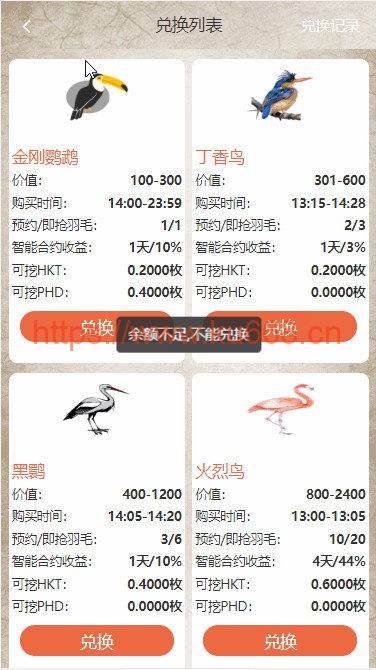 兑换列表
兑换记录
金刚鹦鹉
价值: 100-300
购买时间: 14:00-23:59
预约/即抢羽毛: 1/1
智能合约收益: 1天/10%
可挖HKT: 0.2000枚
可挖PHD: 0.4000枚
兑换
丁香鸟
价值: 301-600
购买时间: 13:15-14:28
预约/即抢羽毛: 2/3
智能合约收益: 1天/3%
可挖HKT: 0.2000枚
可挖PHD: 0.0000枚
兑换
余额不足,不能兑换
黑鹳
价值: 400-1200
购买时间: 14:05-14:20
预约/即抢羽毛: 3/6
智能合约收益: 1天/10%
可挖HKT: 0.4000枚
可挖PHD: 0.0000枚
兑换
火烈鸟
价值: 800-2400
购买时间: 13:00-13:05
预约/即抢羽毛: 10/20
智能合约收益: 4天/44%
可挖HKT: 0.6000枚
可挖PHD: 0.0000枚
兑换